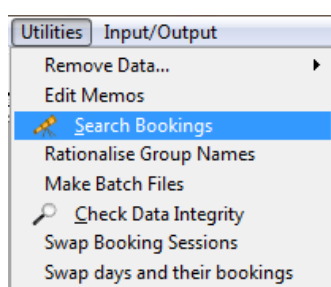 Utilities Input/Output
Remove Data...
Edit Memos
Search Bookings
Rationalise Group Names
Make Batch Files
Check Data Integrity
Swap Booking Sessions
Swap days and their bookings